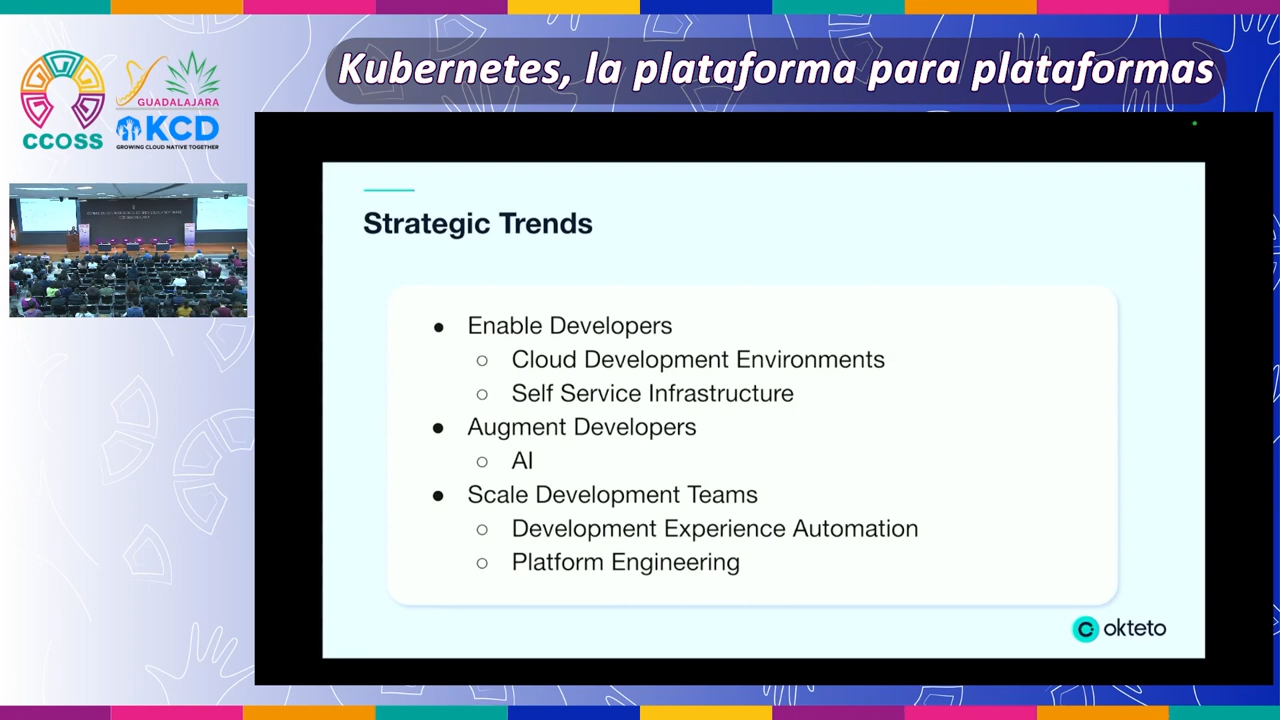 Kubernetes, la plataforma para plataformas
CCOSS
GUADALAJARA
KCD
GROWING CLOUD NATIVE TOGETHER
Strategic Trends
● Enable Developers
○ Cloud Development Environments
○ Self Service Infrastructure
● Augment Developers
○ AI
● Scale Development Teams
○ Development Experience Automation
○ Platform Engineering
okteto